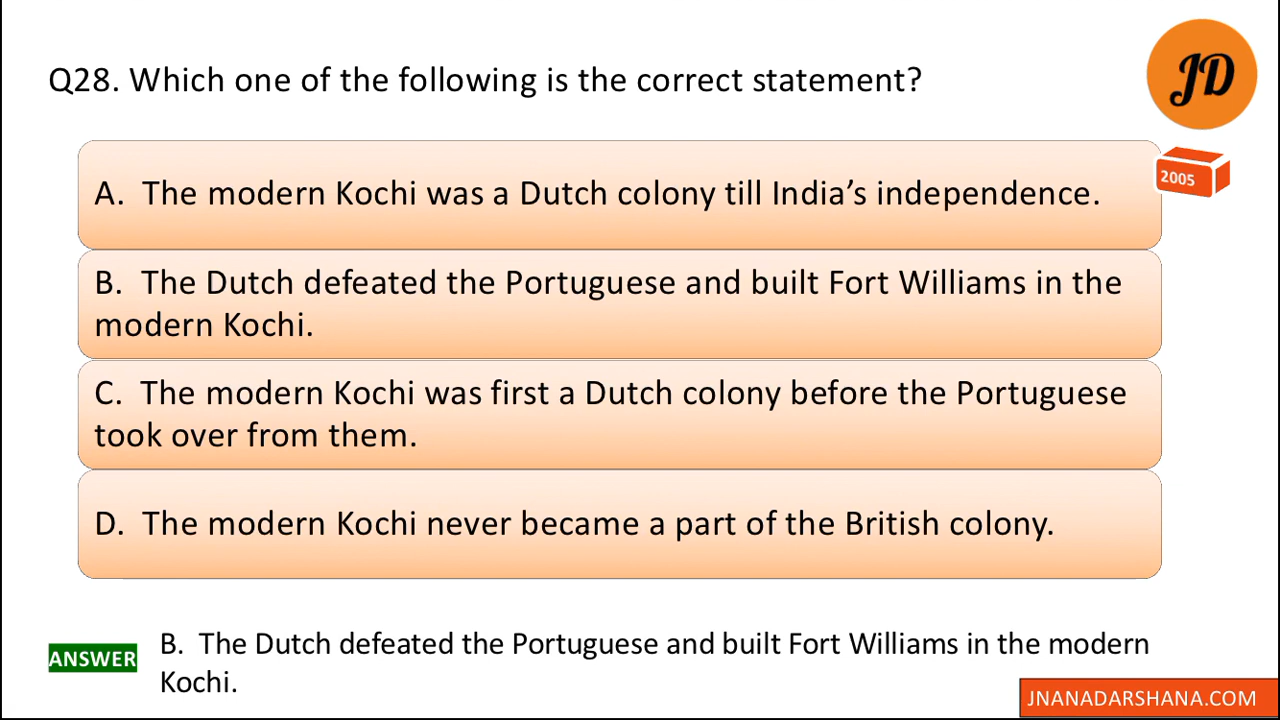 Q28. Which one of the following is the correct statement?
JD
A. The modern Kochi was a Dutch colony till India’s independence.
2005
B. The Dutch defeated the Portuguese and built Fort Williams in the
modern Kochi.
C. The modern Kochi was first a Dutch colony before the Portuguese
took over from them.
D. The modern Kochi never became a part of the British colony.
ANSWER
B. The Dutch defeated the Portuguese and built Fort Williams in the modern
Kochi.
JNANADARSHANA.COM